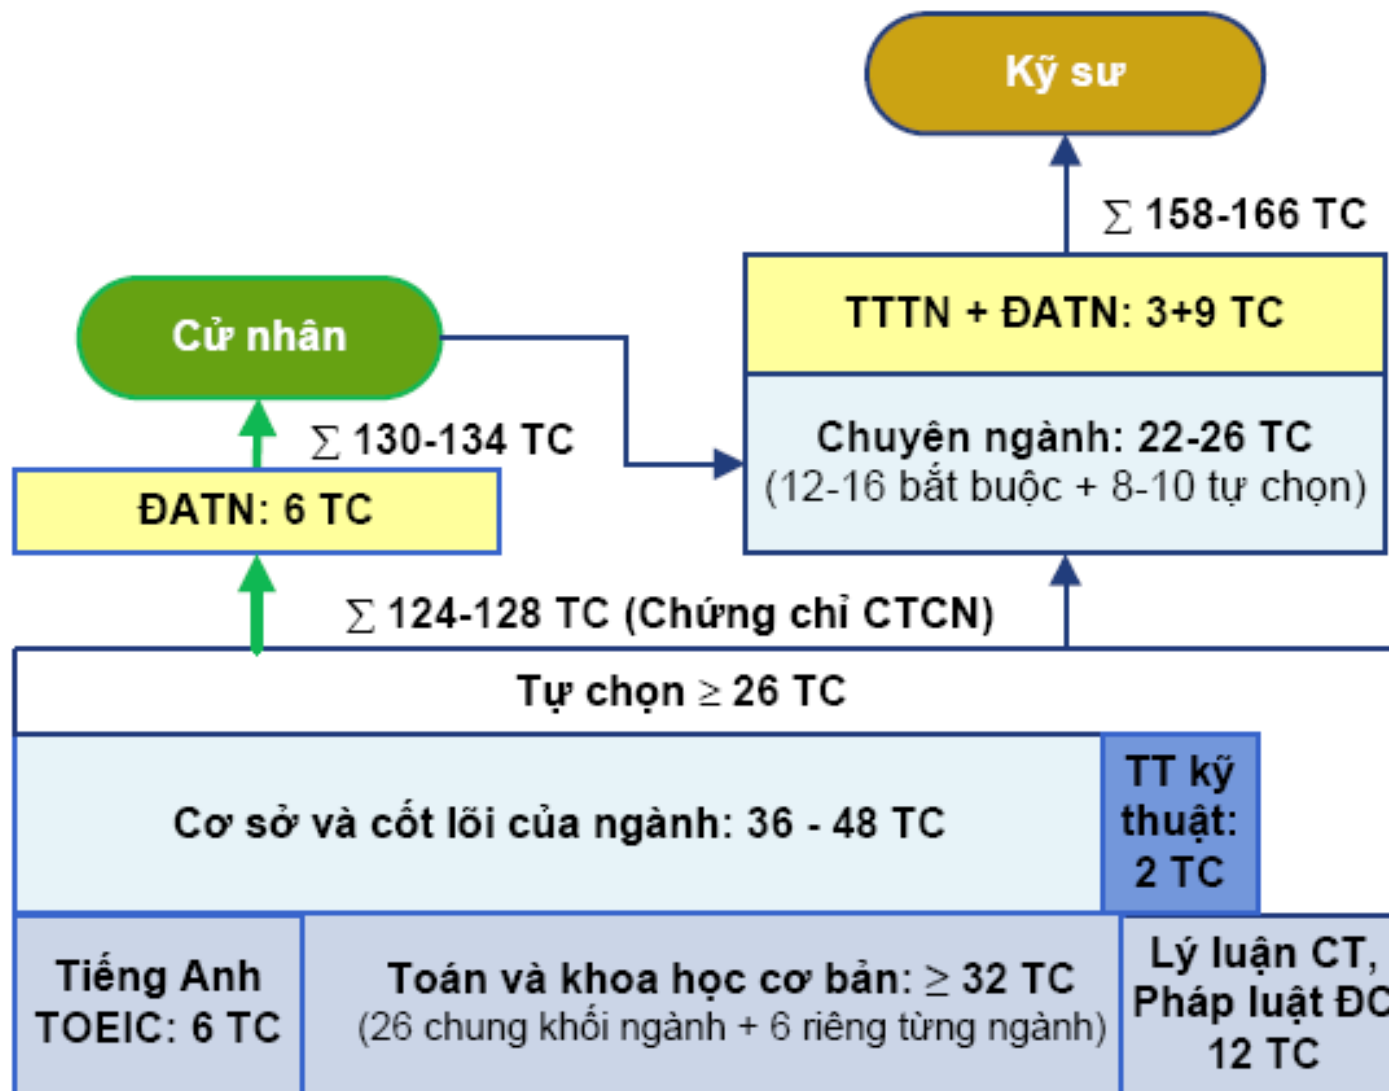 Kỹ sư
∑ 158-166 TC
TTTN + ĐATN: 3+9 TC
Cử nhân
Chuyên ngành: 22-26 TC
(12-16 bắt buộc + 8-10 tự chọn)
∑ 130-134 TC
ĐATN: 6 TC
∑ 124-128 TC (Chứng chỉ CTCN)
Tự chọn ≥ 26 TC
Cơ sở và cốt lõi của ngành: 36 - 48 TC
TT kỹ
thuật:
2 TC
Tiếng Anh
TOEIC: 6 TC
Toán và khoa học cơ bản: ≥ 32 TC
(26 chung khối ngành + 6 riêng từng ngành)
Lý luận CT,
Pháp luật ĐC
12 TC